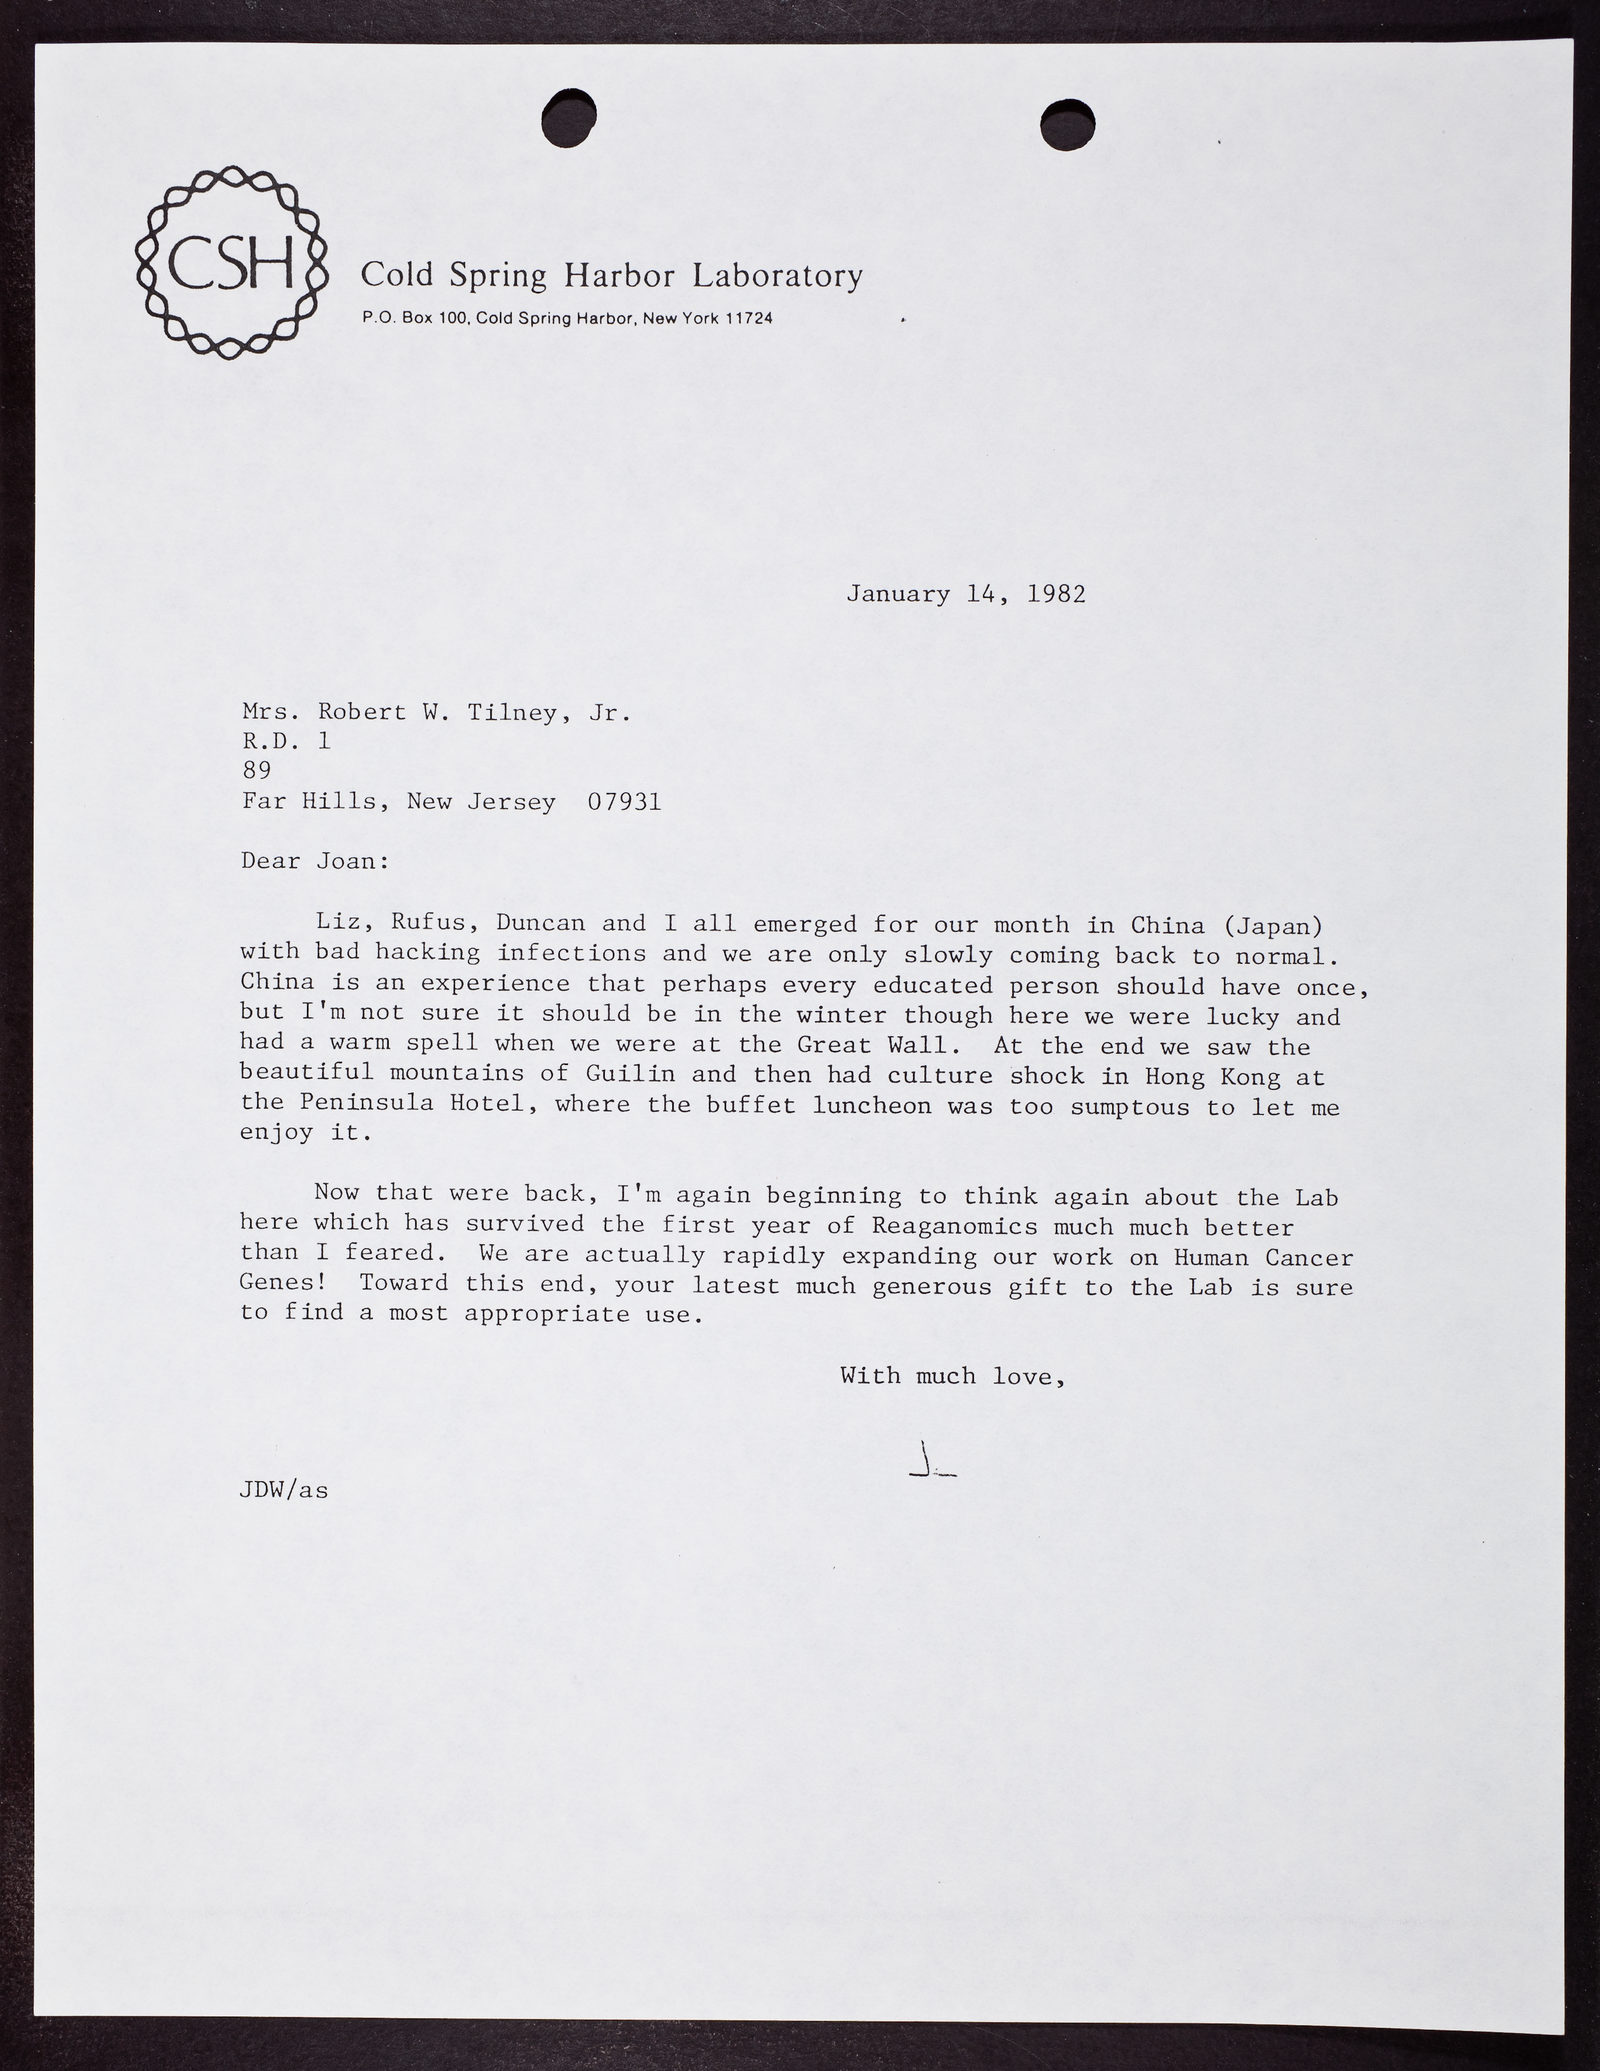 CSH
Cold Spring Harbor Laboratory
P.O. Box 100, Cold Spring Harbor, New York 11724
January 14, 1982
Mrs. Robert W. Tilney, Jr.
R.D. 1
89
Far Hills, New Jersey 07931
Dear Joan:
Liz, Rufus, Duncan and I all emerged for our month in China (Japan)
with bad hacking infections and we are only slowly coming back to normal.
China is an experience that perhaps every educated person should have once,
but I'm not sure it should be in the winter though here we were lucky and
had a warm spell when we were at the Great Wall. At the end we saw the
beautiful mountains of Guilin and then had culture shock in Hong Kong at
the Peninsula Hotel, where the buffet luncheon was too sumptous to let me
enjoy it.
Now that were back, I'm again beginning to think again about the Lab
here which has survived the first year of Reaganomics much much better
than I feared. We are actually rapidly expanding our work on Human Cancer
Genes! Toward this end, your latest much generous gift to the Lab is sure
to find a most appropriate use.
With much love,
JDW/as